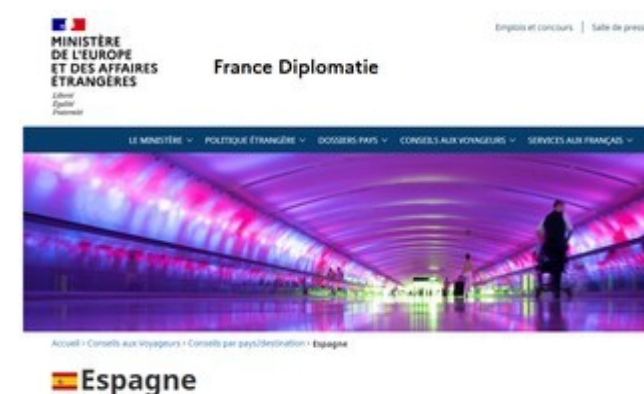 Emplois et concours | Salle de press
MINISTÈRE
DE L'EUROPE
ET DES AFFAIRES
ÉTRANGÈRES
Liberté
Égalité
Fraternité
France Diplomatie
LE MINISTÈRE POLITIQUE ÉTRANGÈRE DOSSIERS PAYS CONSEILS AUX VOYAGEURS SERVICES AUX FRANÇAIS
Accueil › Conseils aux Voyageurs › Conseils par pays/destination › Espagne
Espagne